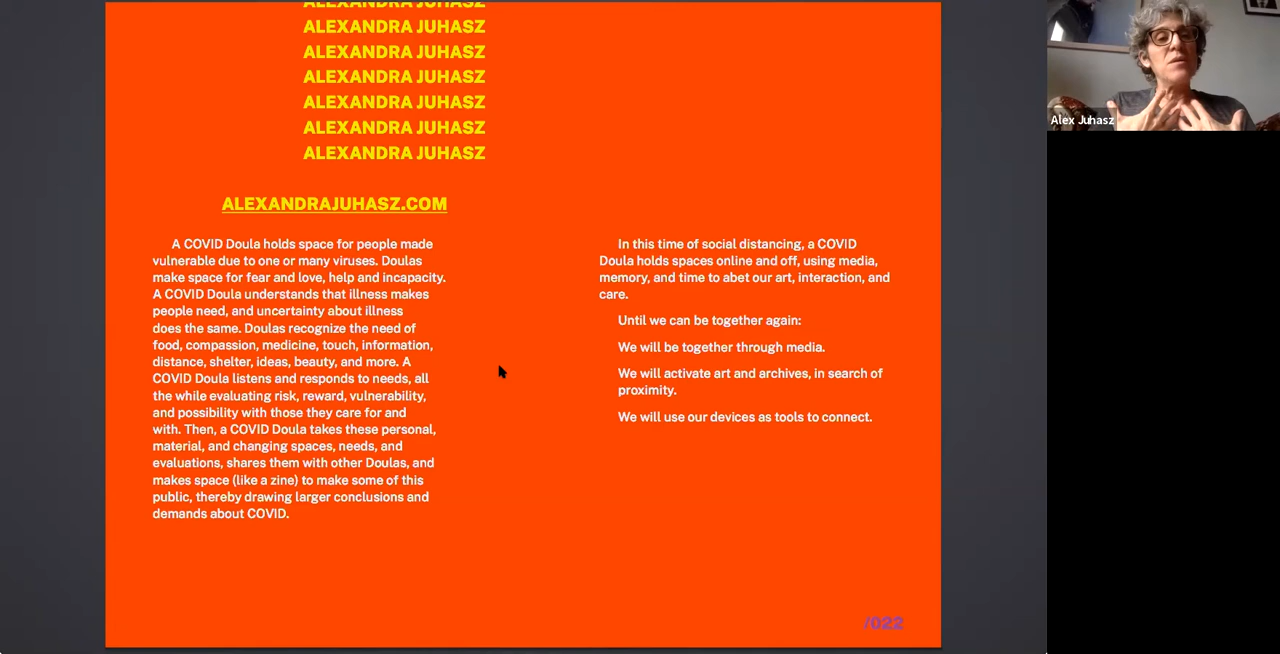 ALEXANDRA JUHASZ
ALEXANDRA JUHASZ
ALEXANDRA JUHASZ
ALEXANDRA JUHASZ
ALEXANDRA JUHASZ
ALEXANDRA JUHASZ
ALEXANDRA JUHASZ
ALEXANDRAJUHASZ.COM
A COVID Doula holds space for people made
vulnerable due to one or many viruses. Doulas
make space for fear and love, help and incapacity.
A COVID Doula understands that illness makes
people need, and uncertainty about illness
does the same. Doulas recognize the need of
food, compassion, medicine, touch, information,
distance, shelter, ideas, beauty, and more. A
COVID Doula listens and responds to needs, all
the while evaluating risk, reward, vulnerability,
and possibility with those they care for and
with. Then, a COVID Doula takes these personal,
material, and changing spaces, needs, and
evaluations, shares them with other Doulas, and
makes space (like a zine) to make some of this
public, thereby drawing larger conclusions and
demands about COVID.
In this time of social distancing, a COVID
Doula holds spaces online and off, using media,
memory, and time to abet our art, interaction, and
care.
Until we can be together again:
We will be together through media.
We will activate art and archives, in search of
proximity.
We will use our devices as tools to connect.
/022
Alex Juhasz